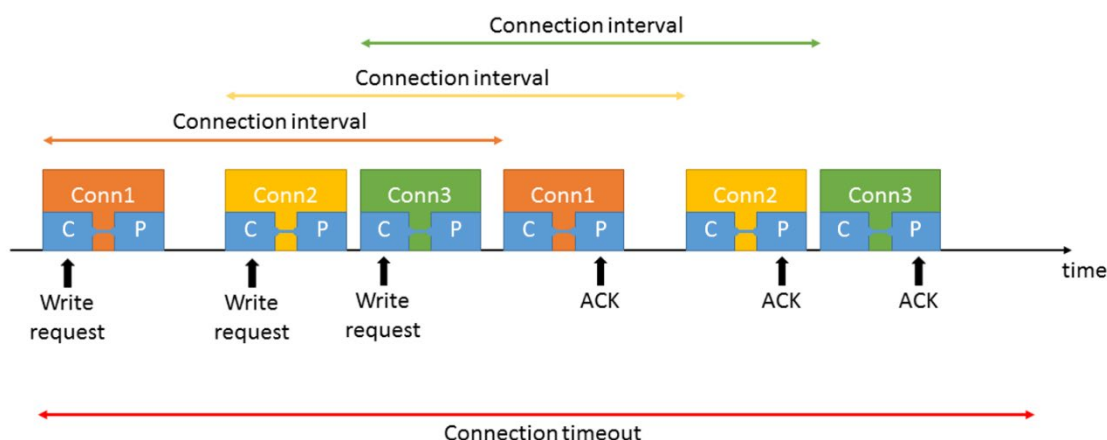 Connection interval
Connection interval
Connection interval
Conn1 Conn2 Conn3 Conn1 Conn2 Conn3
C P C P C P C P C P C P
time
Write request
Write request
Write request
ACK
ACK
ACK
Connection timeout